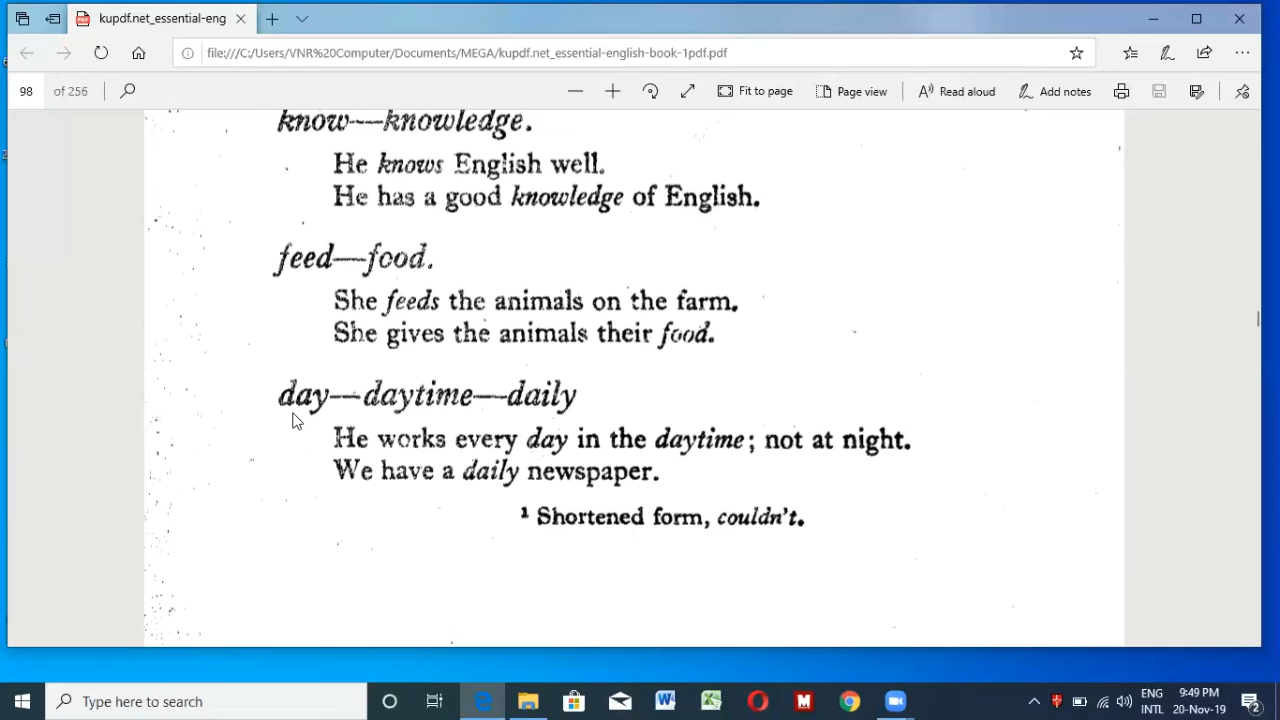 kupdf.net_essential-eng
file:///C:/Users/VNR%20Computer/Documents/MEGA/kupdf.net_essential-english-book-1pdf.pdf
98 of 256 Fit to page Page view Read aloud Add notes
know—knowledge.
He knows English well.
He has a good knowledge of English.
feed—food.
She feeds the animals on the farm.
She gives the animals their food.
day—daytime—daily
He works every day in the daytime; not at night.
We have a daily newspaper.
¹ Shortened form, couldn't.
Type here to search
ENG 9:49 PM
INTL 20-Nov-19 2